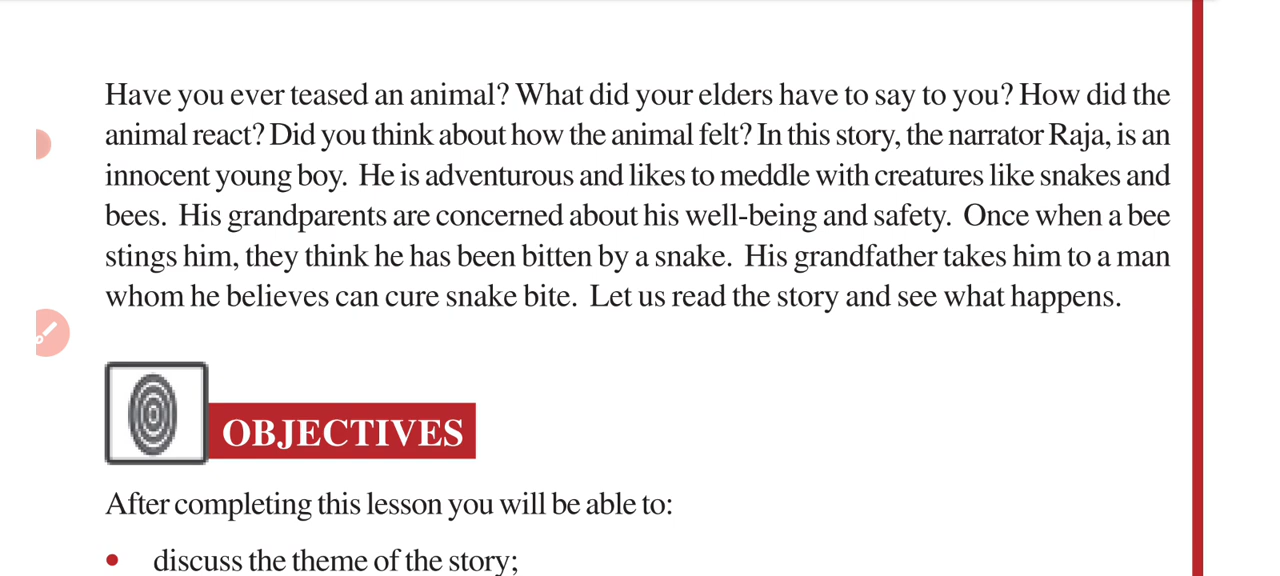 Have you ever teased an animal? What did your elders have to say to you? How did the
animal react? Did you think about how the animal felt? In this story, the narrator Raja, is an
innocent young boy. He is adventurous and likes to meddle with creatures like snakes and
bees. His grandparents are concerned about his well-being and safety. Once when a bee
stings him, they think he has been bitten by a snake. His grandfather takes him to a man
whom he believes can cure snake bite. Let us read the story and see what happens.
OBJECTIVES
After completing this lesson you will be able to:
• discuss the theme of the story;